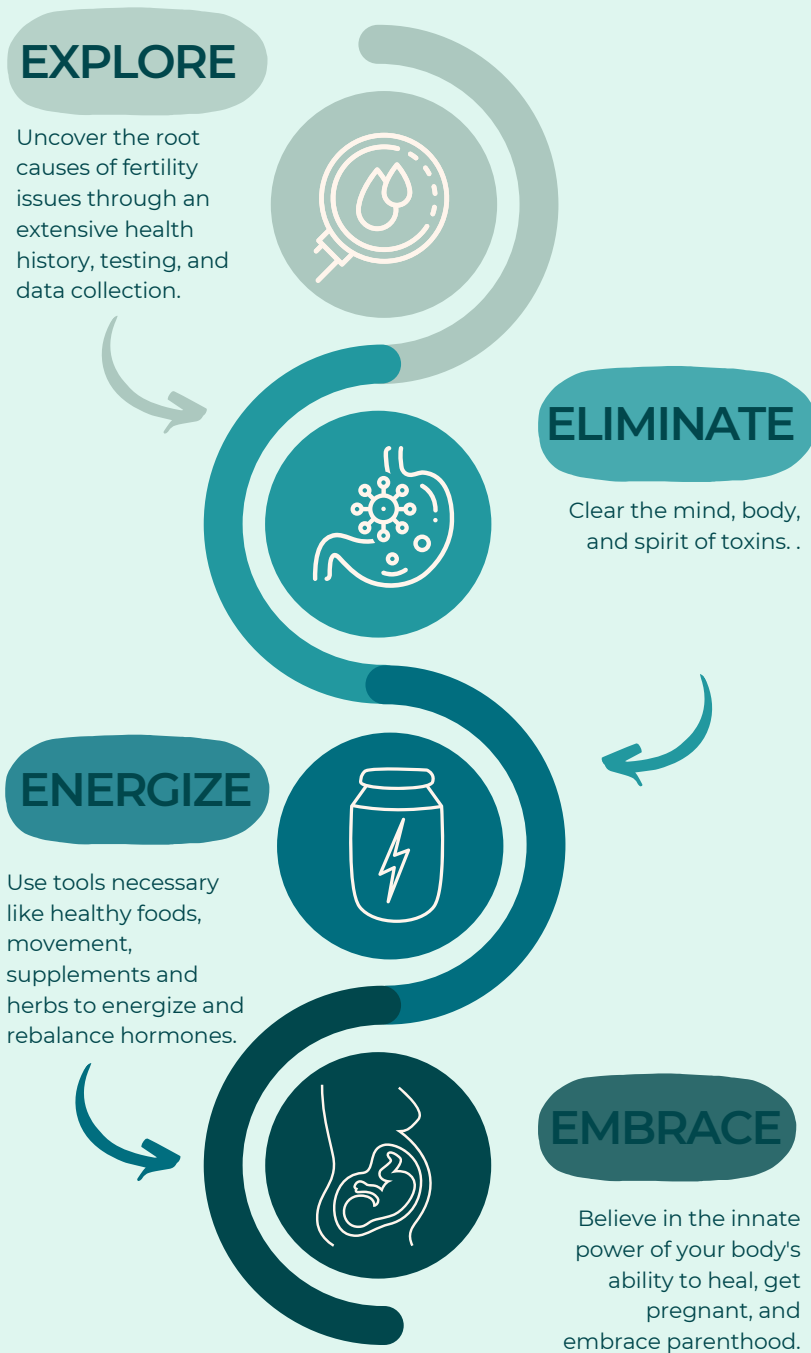 EXPLORE
Uncover the root
causes of fertility
issues through an
extensive health
history, testing, and
data collection.
ELIMINATE
Clear the mind, body,
and spirit of toxins. .
ENERGIZE
Use tools necessary
like healthy foods,
movement,
supplements and
herbs to energize and
rebalance hormones.
EMBRACE
Believe in the innate
power of your body's
ability to heal, get
pregnant, and
embrace parenthood.